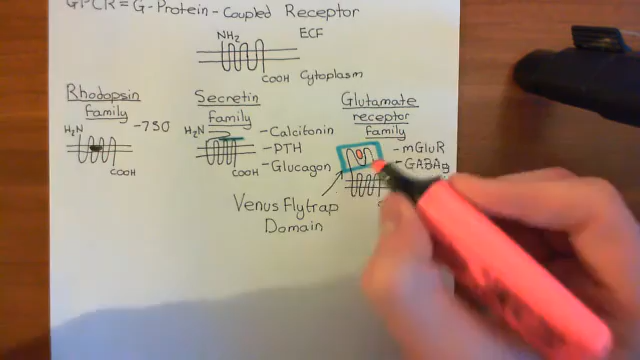 GPCR = G-Protein-Coupled Receptor
NH₂
ECF
COOH
Cytoplasm
Rhodopsin
family
H₂N
-750
COOH
Secretin
family
H₂N
-Calcitonin
-PTH
-Glucagon
COOH
Glutamate
receptor
family
-mGluR
-GABA
Venus Flytrap
Domain